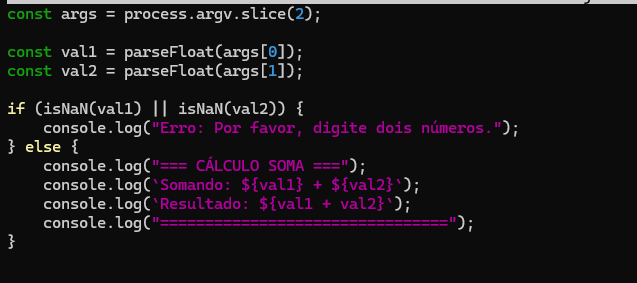 const args = process.argv.slice(2);
const val1 = parseFloat(args[0]);
const val2 = parseFloat(args[1]);
if (isNaN(val1) || isNaN(val2)) {
    console.log("Erro: Por favor, digite dois números.");
} else {
    console.log("=== CÁLCULO SOMA ===");
    console.log(`Somando: ${val1} + ${val2}`);
    console.log(`Resultado: ${val1 + val2}`);
    console.log("================================");
}